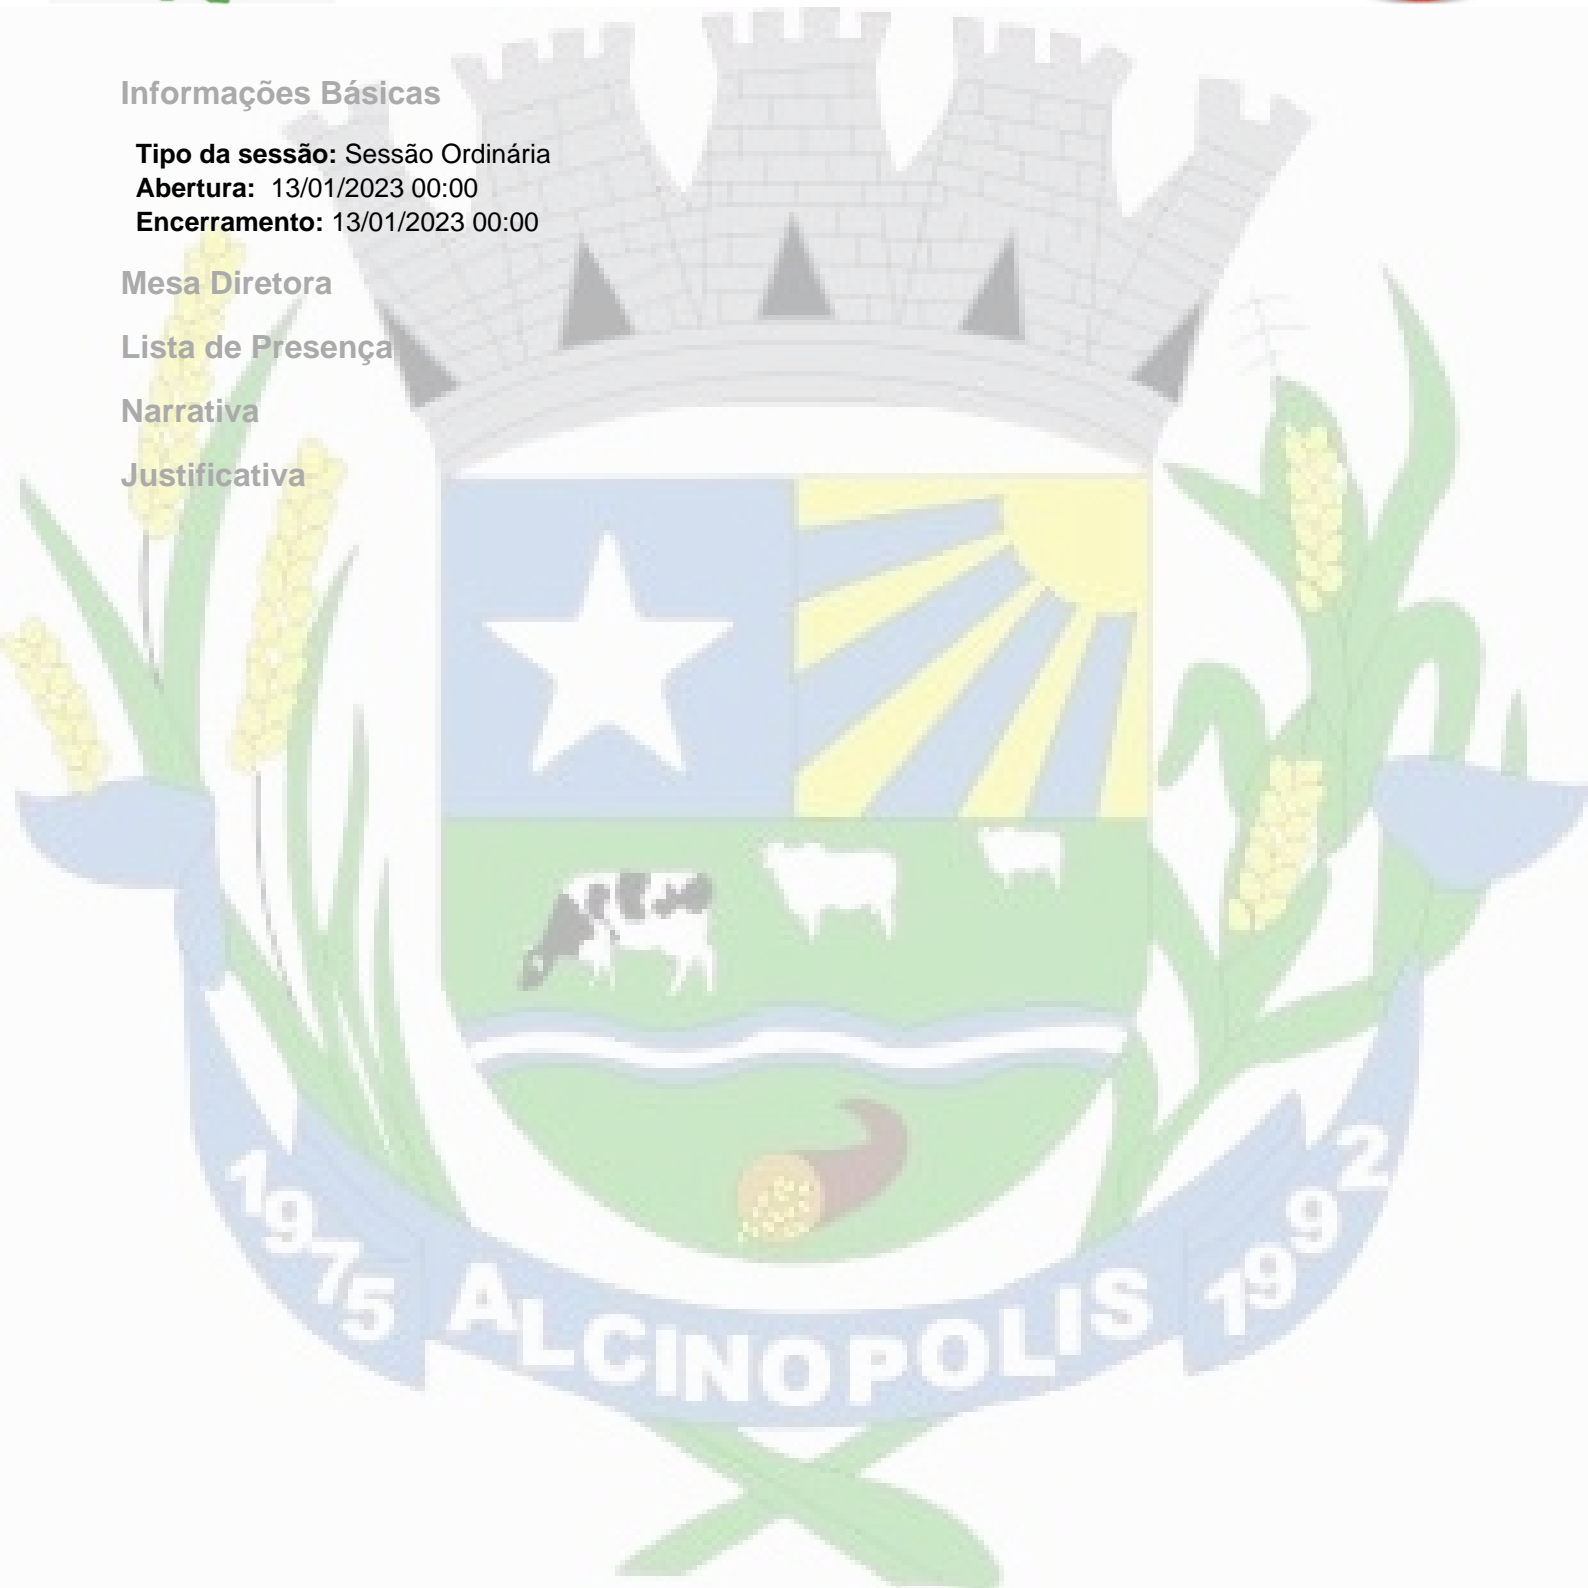 Informações Básicas
Tipo da sessão: Sessão Ordinária
Abertura: 13/01/2023 00:00
Encerramento: 13/01/2023 00:00
Mesa Diretora
Lista de Presença
Narrativa
Justificativa
1975 ALCINOPOLIS 1992